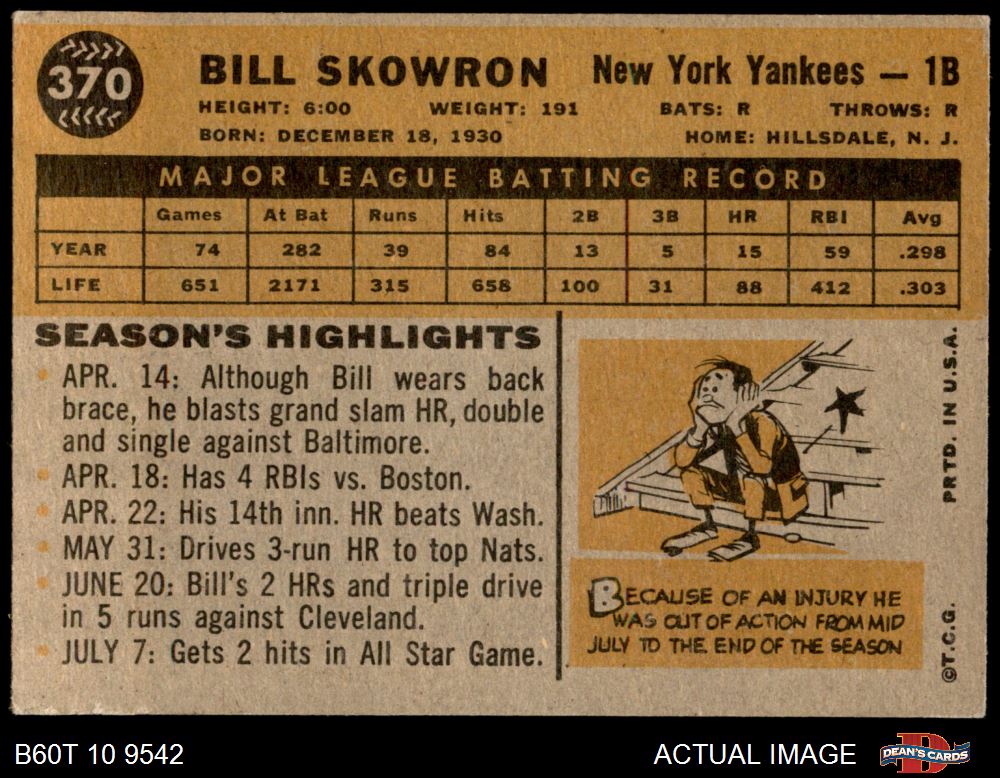 370
BILL SKOWRON New York Yankees — 1B
HEIGHT: 6:00 WEIGHT: 191 BATS: R THROWS: R
BORN: DECEMBER 18, 1930 HOME: HILLSDALE, N. J.
MAJOR LEAGUE BATTING RECORD
Games At Bat Runs Hits 2B 3B HR RBI Avg
YEAR 74 282 39 84 13 5 15 59 .298
LIFE 651 2171 315 658 100 31 88 412 .303
SEASON'S HIGHLIGHTS
• APR. 14: Although Bill wears back
brace, he blasts grand slam HR, double
and single against Baltimore.
• APR. 18: Has 4 RBIs vs. Boston.
• APR. 22: His 14th inn. HR beats Wash.
• MAY 31: Drives 3-run HR to top Nats.
• JUNE 20: Bill's 2 HRs and triple drive
in 5 runs against Cleveland.
• JULY 7: Gets 2 hits in All Star Game.
BECAUSE OF AN INJURY HE
WAS OUT OF ACTION FROM MID
JULY TO THE END OF THE SEASON
©T.C.G. PRTD. IN U.S.A.
B60T 10 9542 ACTUAL IMAGE
DEAN'S CARDS